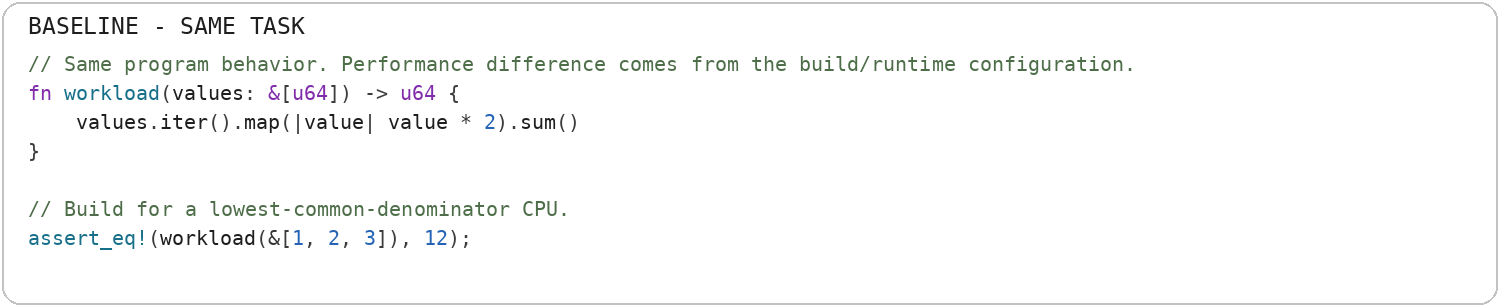 BASELINE - SAME TASK
// Same program behavior. Performance difference comes from the build/runtime configuration.
fn workload(values: &[u64]) -> u64 {
    values.iter().map(|value| value * 2).sum()
}

// Build for a lowest-common-denominator CPU.
assert_eq!(workload(&[1, 2, 3]), 12);